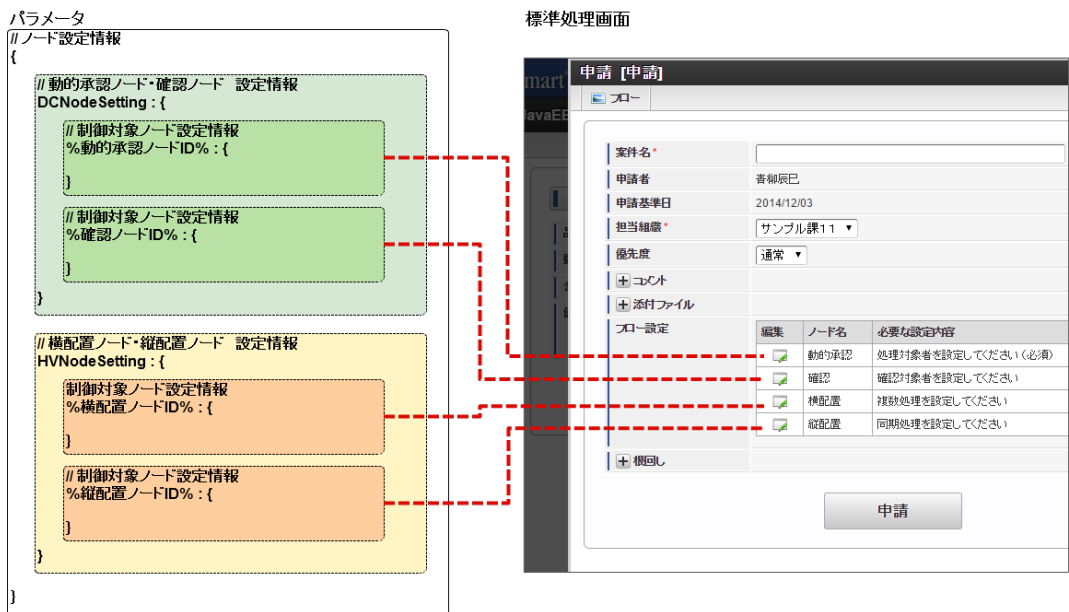 パラメータ
// ノード設定情報
{
// 動的承認ノード・確認ノード　設定情報
DCNodeSetting : {
// 制御対象ノード設定情報
%動的承認ノードID% : {
}
// 制御対象ノード設定情報
%確認ノードID% : {
}
}
// 横配置ノード・縦配置ノード　設定情報
HVNodeSetting : {
制御対象ノード設定情報
%横配置ノードID% : {
}
// 制御対象ノード設定情報
%縦配置ノードID% : {
}
}
}
標準処理画面
mart
JavaEE
申請 [申請]
フロー
案件名*
申請者 青柳辰巳
申請基準日 2014/12/03
担当組織* サンプル課11 ▼
優先度 通常 ▼
+ コメント
+ 添付ファイル
フロー設定
編集 ノード名 必要な設定内容
動的承認 処理対象者を設定してください(必須)
確認 確認対象者を設定してください
横配置 複数処理を設定してください
縦配置 同期処理を設定してください
+ 根回し
申請